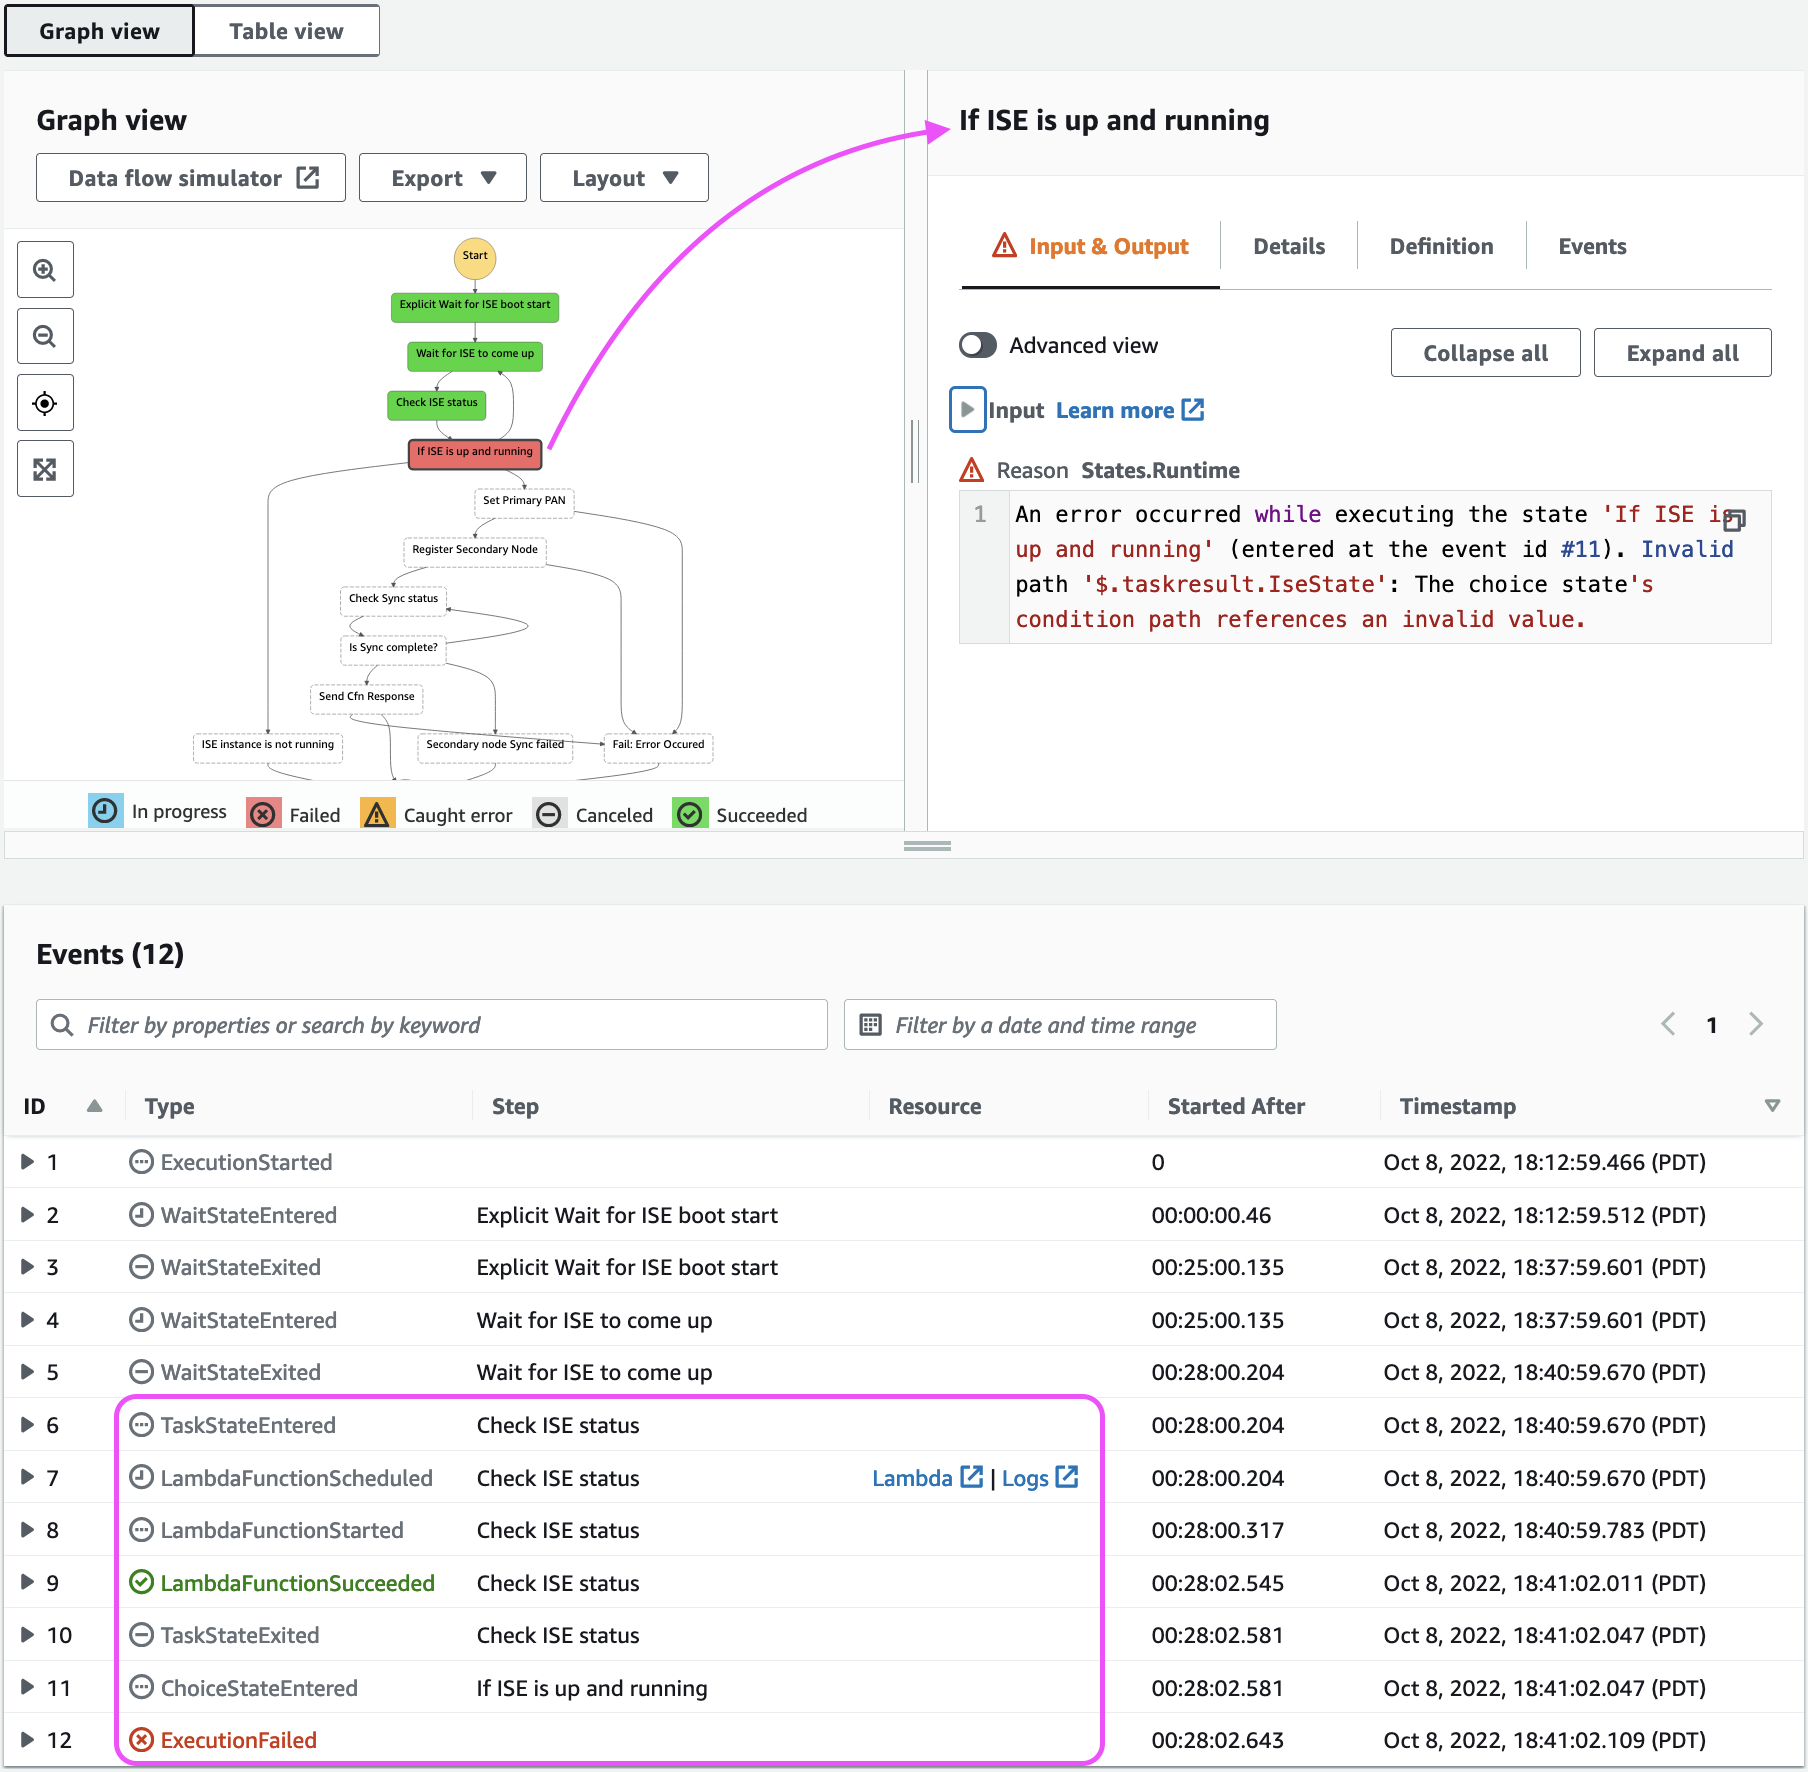 Graph view
Table view
Graph view
Data flow simulator
Export
Layout
Start
Explicit Wait for ISE boot start
Wait for ISE to come up
Check ISE status
If ISE is up and running
Set Primary PAN
Register Secondary Node
Check Sync status
Is Sync complete?
Send Cfn Response
ISE instance is not running
Secondary node Sync failed
Fail: Error Occured
In progress
Failed
Caught error
Canceled
Succeeded
If ISE is up and running
Input & Output
Details
Definition
Events
Advanced view
Collapse all
Expand all
Input Learn more
Reason States.Runtime
1 An error occurred while executing the state 'If ISE is
up and running' (entered at the event id #11). Invalid
path '$.taskresult.IseState': The choice state's
condition path references an invalid value.
Events (12)
Filter by properties or search by keyword
Filter by a date and time range
1
ID Type Step Resource Started After Timestamp
1 ExecutionStarted 0 Oct 8, 2022, 18:12:59.466 (PDT)
2 WaitStateEntered Explicit Wait for ISE boot start 00:00:00.46 Oct 8, 2022, 18:12:59.512 (PDT)
3 WaitStateExited Explicit Wait for ISE boot start 00:25:00.135 Oct 8, 2022, 18:37:59.601 (PDT)
4 WaitStateEntered Wait for ISE to come up 00:25:00.135 Oct 8, 2022, 18:37:59.601 (PDT)
5 WaitStateExited Wait for ISE to come up 00:28:00.204 Oct 8, 2022, 18:40:59.670 (PDT)
6 TaskStateEntered Check ISE status 00:28:00.204 Oct 8, 2022, 18:40:59.670 (PDT)
7 LambdaFunctionScheduled Check ISE status Lambda | Logs 00:28:00.204 Oct 8, 2022, 18:40:59.670 (PDT)
8 LambdaFunctionStarted Check ISE status 00:28:00.317 Oct 8, 2022, 18:40:59.783 (PDT)
9 LambdaFunctionSucceeded Check ISE status 00:28:02.545 Oct 8, 2022, 18:41:02.011 (PDT)
10 TaskStateExited Check ISE status 00:28:02.581 Oct 8, 2022, 18:41:02.047 (PDT)
11 ChoiceStateEntered If ISE is up and running 00:28:02.581 Oct 8, 2022, 18:41:02.047 (PDT)
12 ExecutionFailed 00:28:02.643 Oct 8, 2022, 18:41:02.109 (PDT)